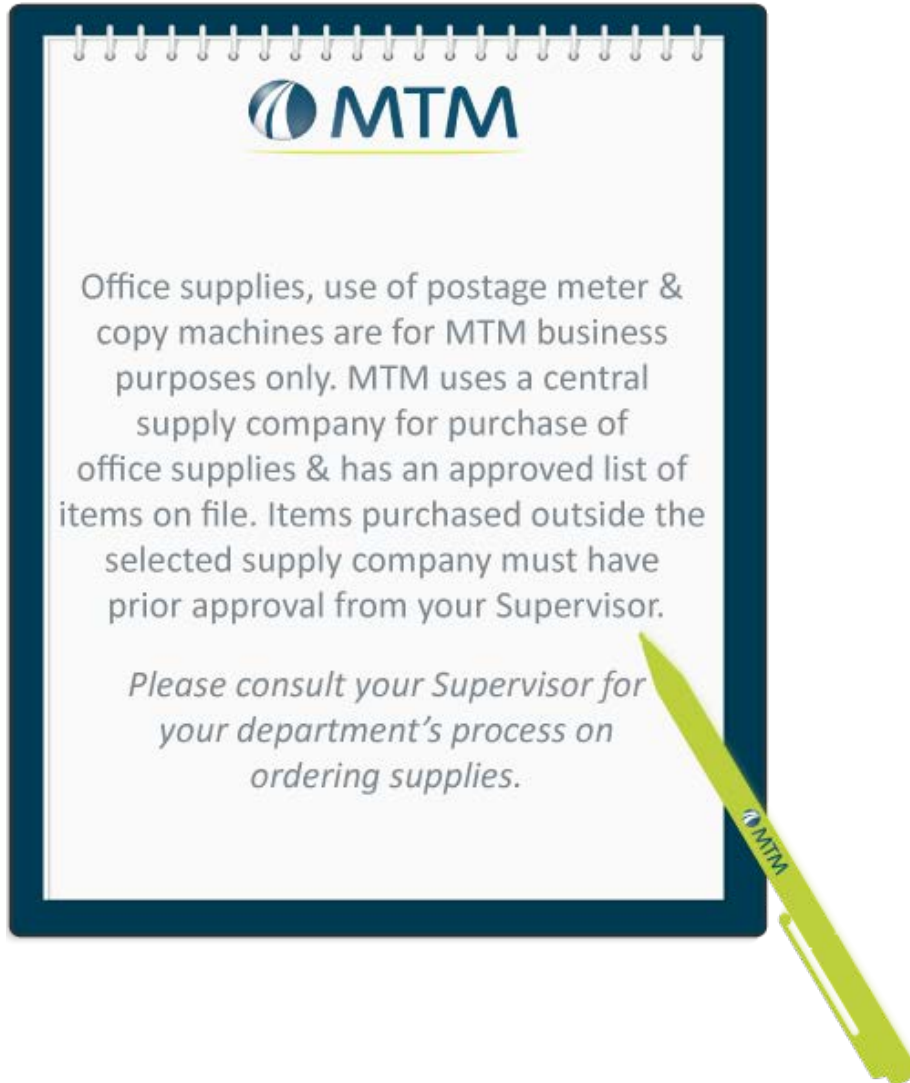 MTM
Office supplies, use of postage meter &
copy machines are for MTM business
purposes only. MTM uses a central
supply company for purchase of
office supplies & has an approved list of
items on file. Items purchased outside the
selected supply company must have
prior approval from your Supervisor.
Please consult your Supervisor for
your department's process on
ordering supplies.
MTM